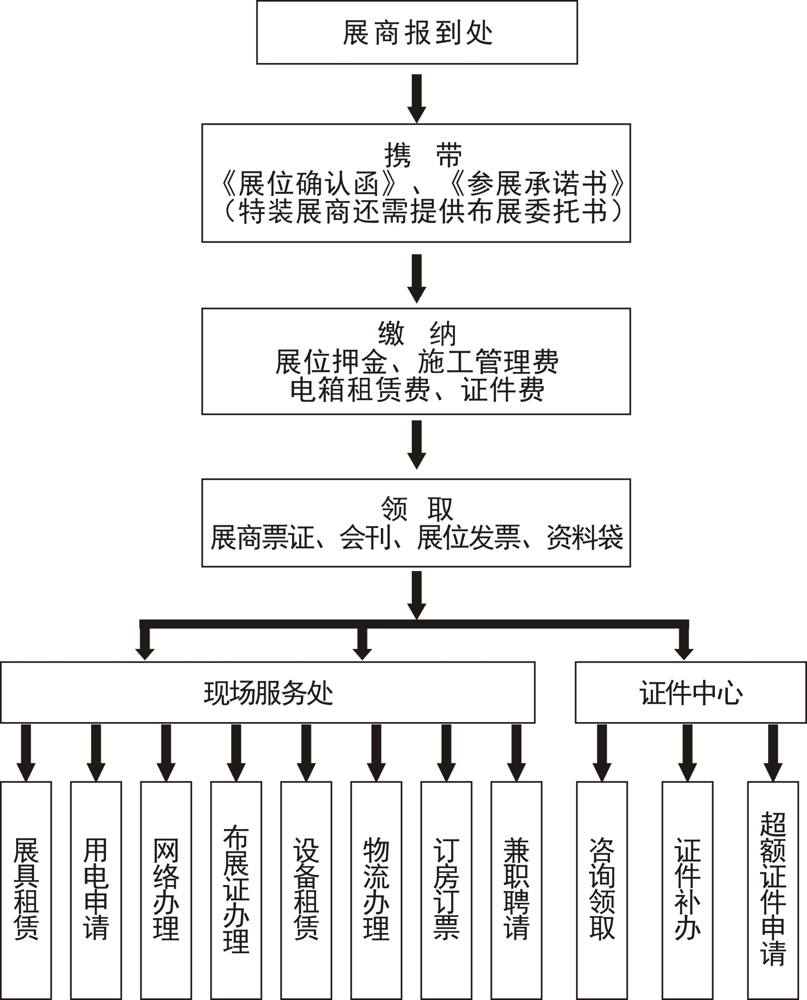 展商报到处
携 带
《展位确认函》、《参展承诺书》
（特装展商还需提供布展委托书）
缴 纳
展位押金、施工管理费
电箱租赁费、证件费
领 取
展商票证、会刊、展位发票、资料袋
现场服务处
证件中心
展具租赁
用电申请
网络办理
布展证办理
设备租赁
物流办理
订房订票
兼职聘请
咨询领取
证件补办
超额证件申请